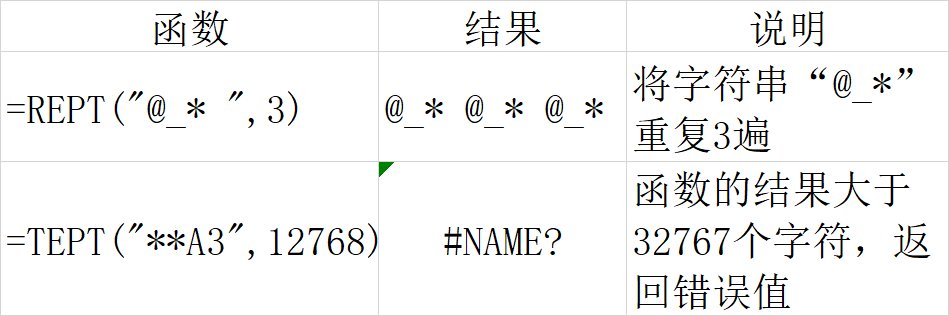 函数 结果 说明
=REPT("@_* ",3) @_* @_* @_* 将字符串“@_*”
重复3遍
=TEPT("**A3",12768) #NAME? 函数的结果大于
32767个字符，返
回错误值